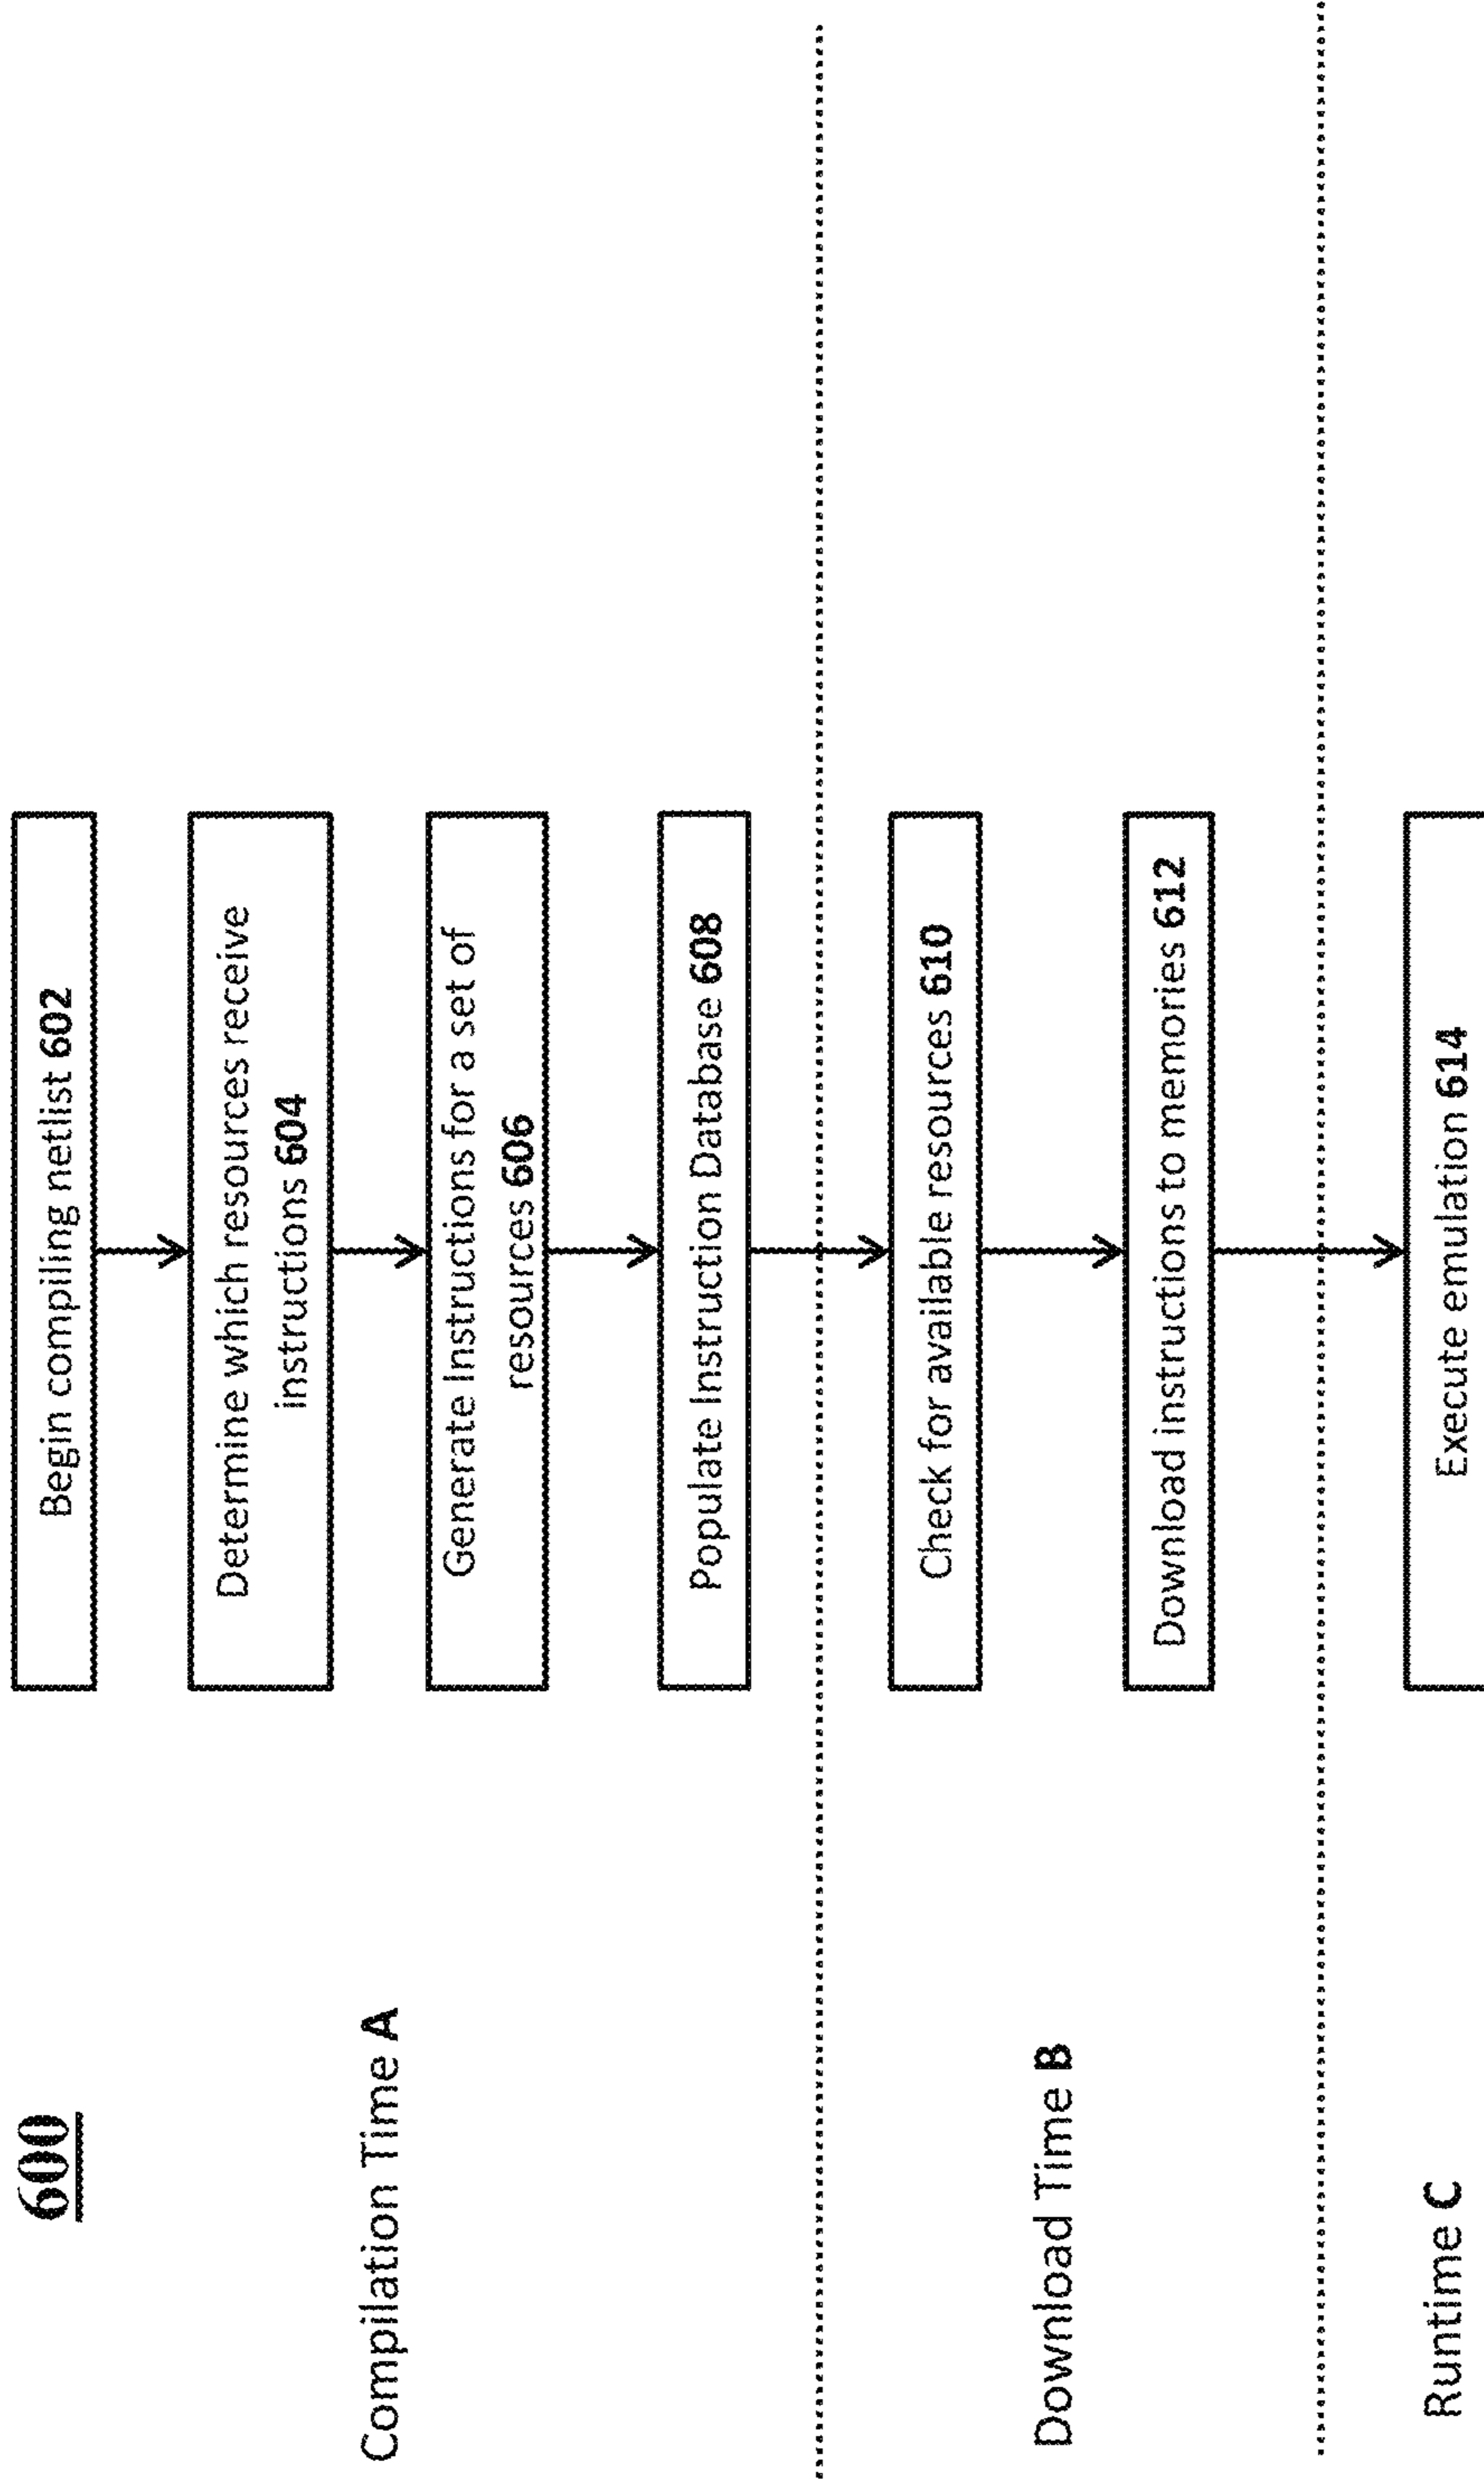 600
Begin compiling netlist 602
Compilation Time A
Determine which resources receive
instructions 604
Generate Instructions for a set of
resources 606
Populate Instruction Database 608
Download Time B
Check for available resources 610
Download instructions to memories 612
Runtime C
Execute emulation 614